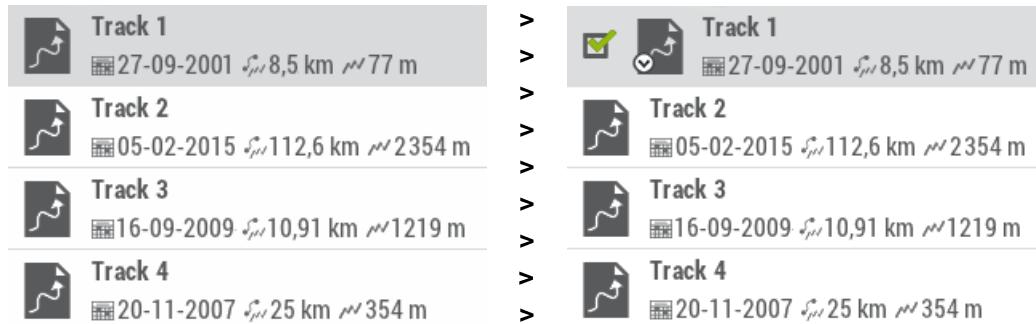 Track 1
27-09-2001 8,5 km 77 m
Track 2
05-02-2015 112,6 km 2354 m
Track 3
16-09-2009 10,91 km 1219 m
Track 4
20-11-2007 25 km 354 m
>
>
>
>
>
>
>
>
>
Track 1
27-09-2001 8,5 km 77 m
Track 2
05-02-2015 112,6 km 2354 m
Track 3
16-09-2009 10,91 km 1219 m
Track 4
20-11-2007 25 km 354 m